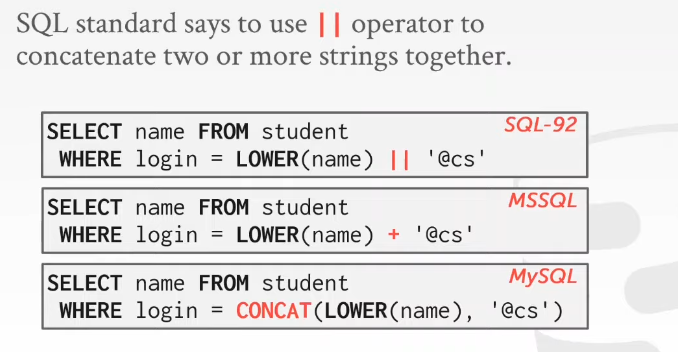 SQL standard says to use || operator to
concatenate two or more strings together.
SELECT name FROM student SQL-92
WHERE login = LOWER(name) || '@cs'
SELECT name FROM student MSSQL
WHERE login = LOWER(name) + '@cs'
SELECT name FROM student MySQL
WHERE login = CONCAT(LOWER(name), '@cs')